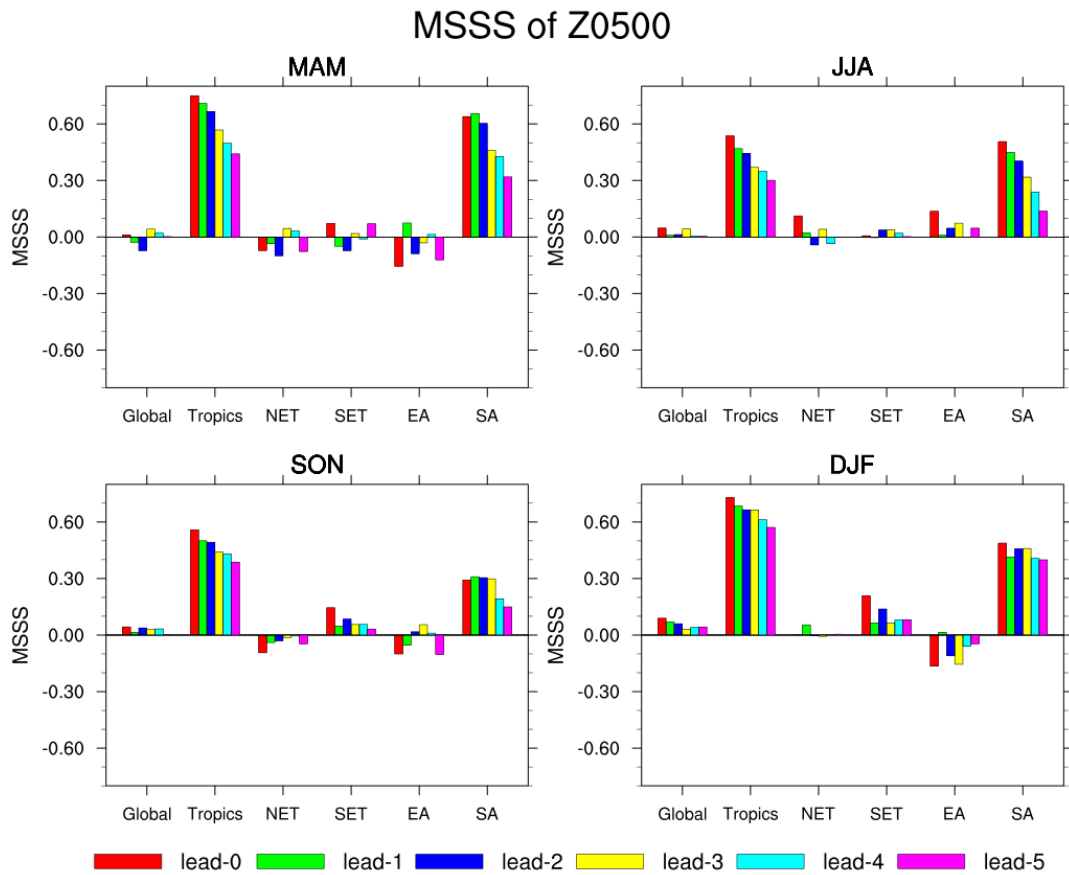 MSSS of Z0500
MAM
JJA
MSSS
0.60
0.30
0.00
-0.30
-0.60
Global Tropics NET SET EA SA
MSSS
0.60
0.30
0.00
-0.30
-0.60
Global Tropics NET SET EA SA
SON
DJF
MSSS
0.60
0.30
0.00
-0.30
-0.60
Global Tropics NET SET EA SA
MSSS
0.60
0.30
0.00
-0.30
-0.60
Global Tropics NET SET EA SA
lead-0 lead-1 lead-2 lead-3 lead-4 lead-5